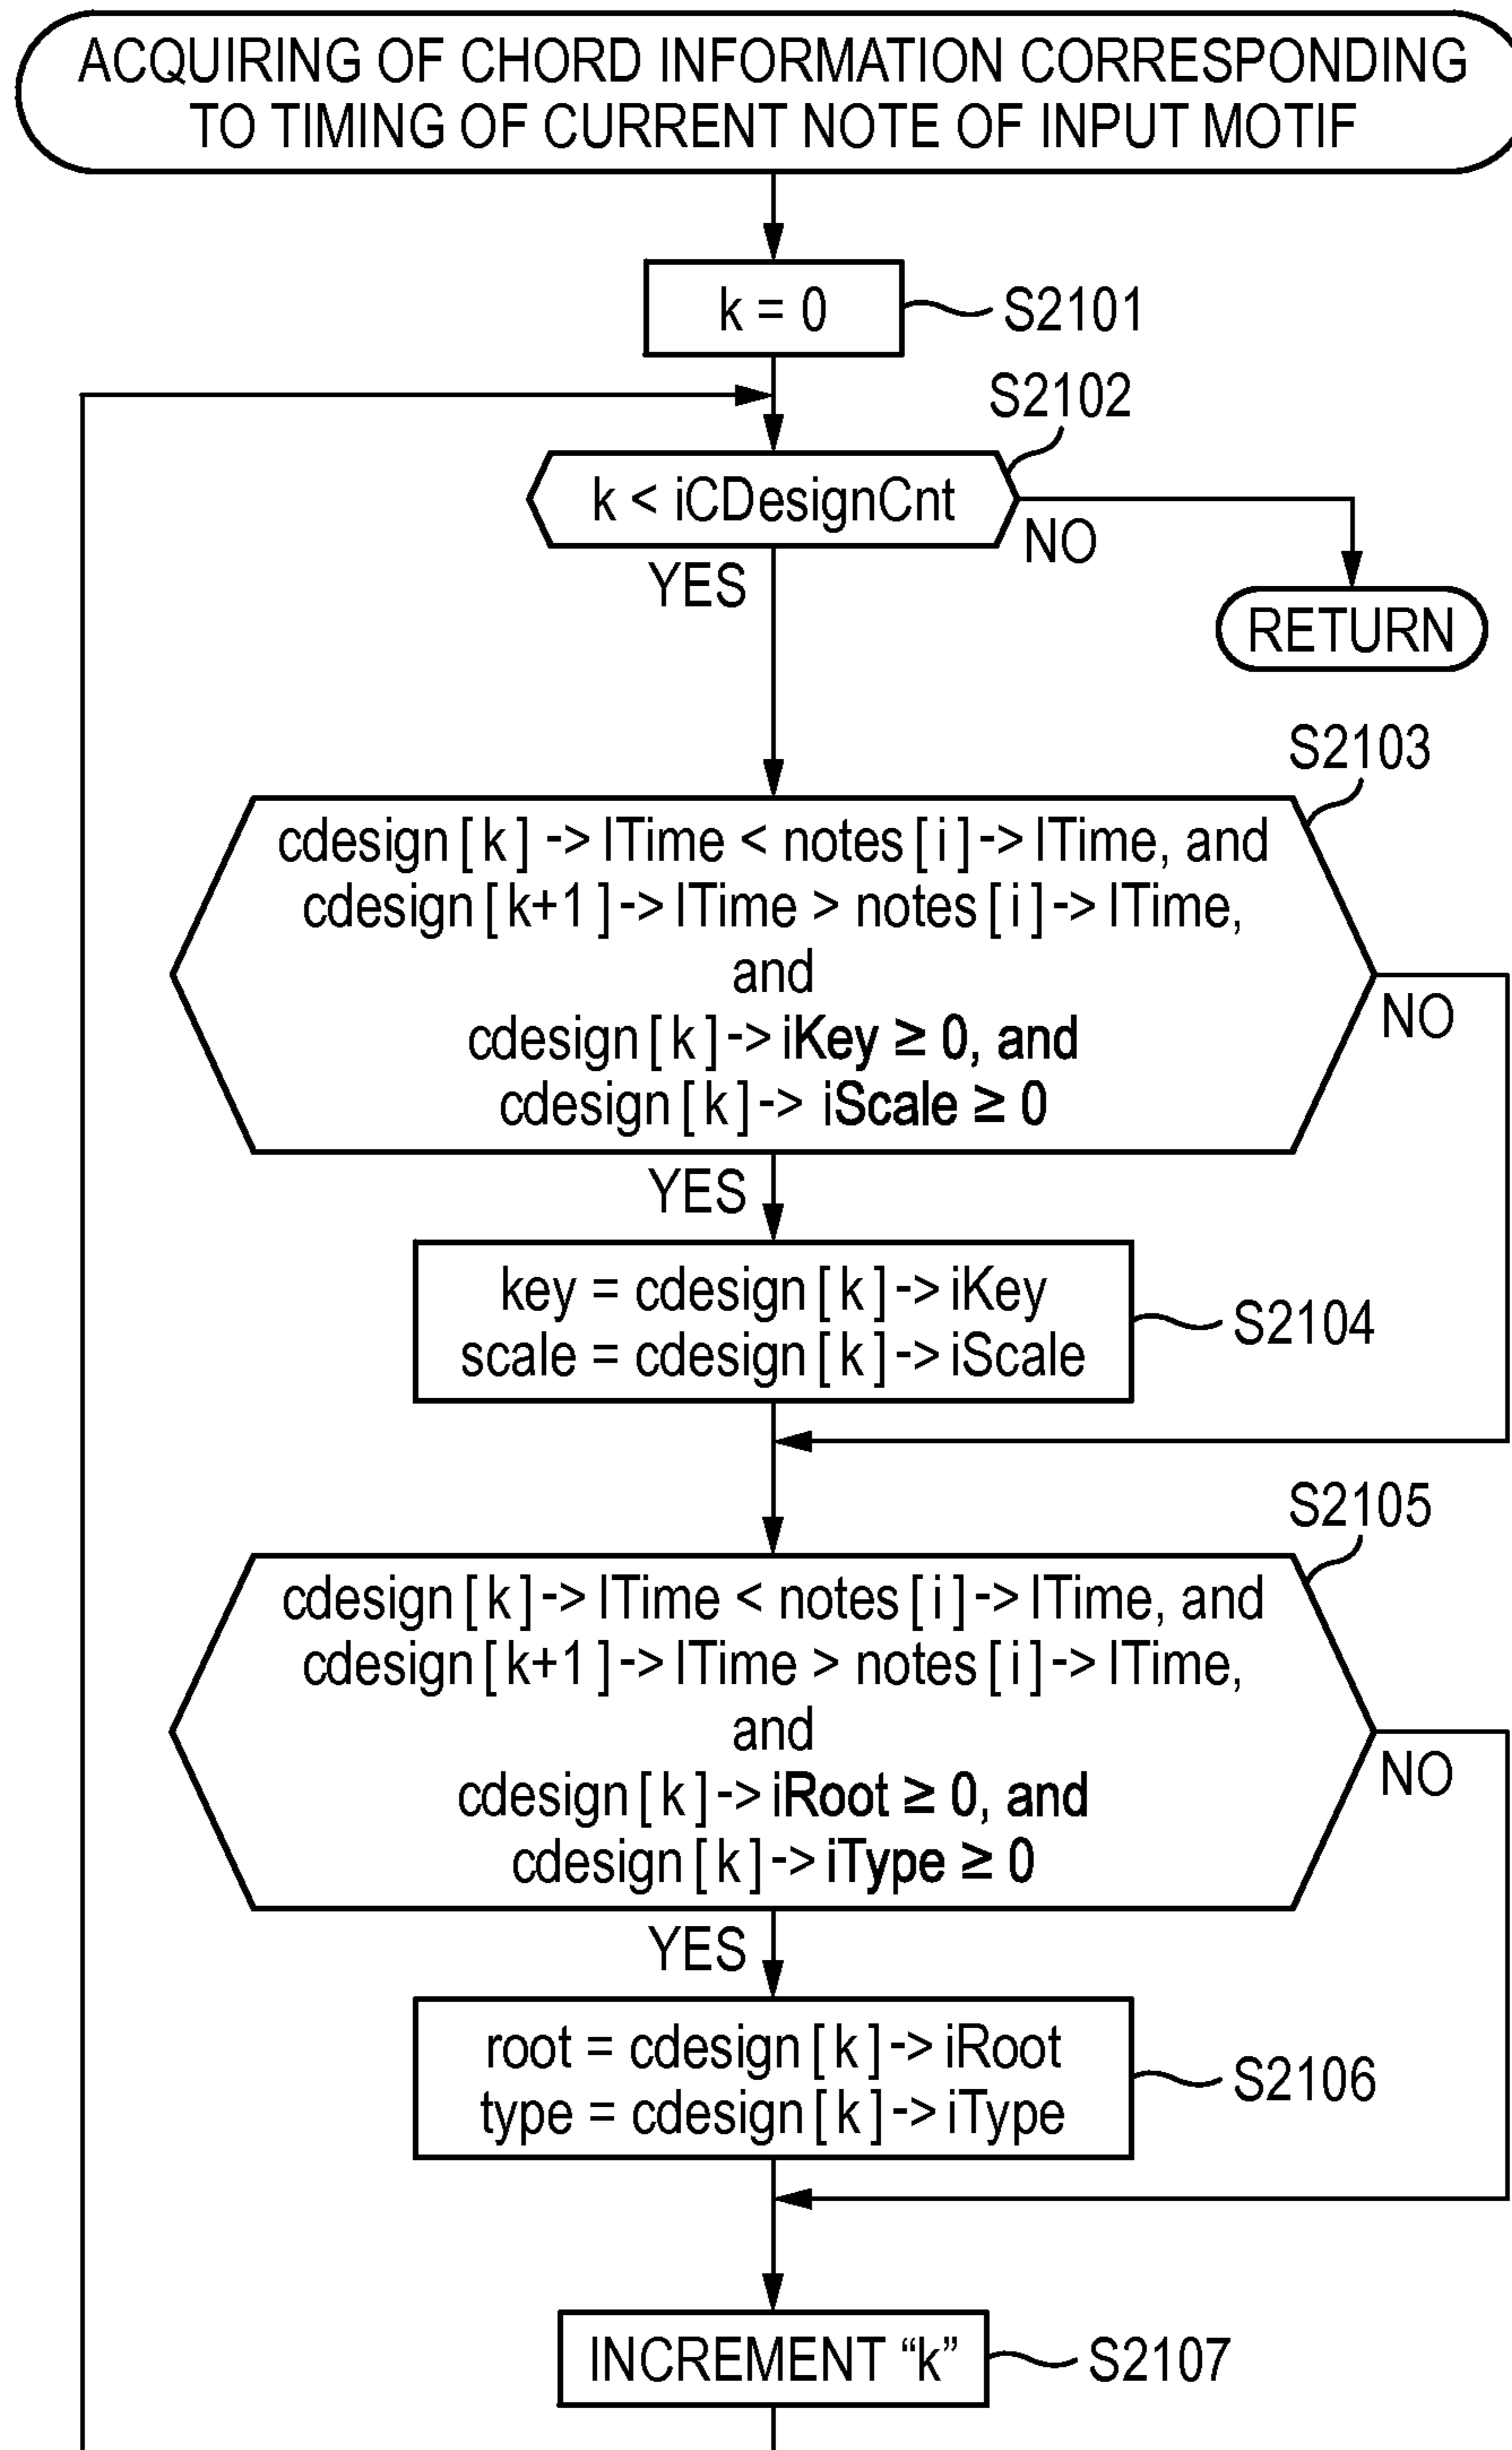 ACQUIRING OF CHORD INFORMATION CORRESPONDING
TO TIMING OF CURRENT NOTE OF INPUT MOTIF
k = 0
S2101
S2102
k < iCDesignCnt
NO
YES
RETURN
S2103
cdesign [ k ] -> lTime < notes [ i ] -> lTime, and
cdesign [ k+1 ] -> lTime > notes [ i ] -> lTime,
and
cdesign [ k ] -> iKey ≥ 0, and
cdesign [ k ] -> iScale ≥ 0
NO
YES
key = cdesign [ k ] -> iKey
scale = cdesign [ k ] -> iScale
S2104
S2105
cdesign [ k ] -> lTime < notes [ i ] -> lTime, and
cdesign [ k+1 ] -> lTime > notes [ i ] -> lTime,
and
cdesign [ k ] -> iRoot ≥ 0, and
cdesign [ k ] -> iType ≥ 0
NO
YES
root = cdesign [ k ] -> iRoot
type = cdesign [ k ] -> iType
S2106
INCREMENT “k”
S2107